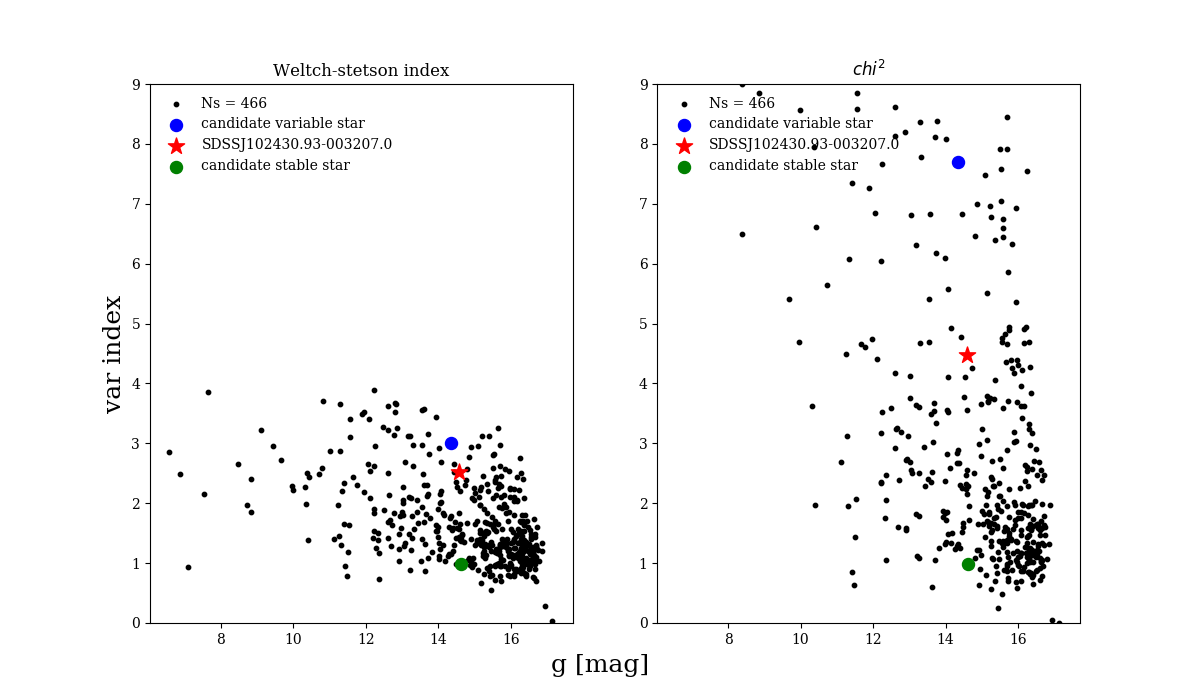 Weltch-stetson index
chi²
9
8
7
6
5
4
3
2
1
0
Ns = 466
candidate variable star
SDSSJ102430.93-003207.0
candidate stable star
8 10 12 14 16
9
8
7
6
5
4
3
2
1
0
Ns = 466
candidate variable star
SDSSJ102430.93-003207.0
candidate stable star
8 10 12 14 16
var index
g [mag]